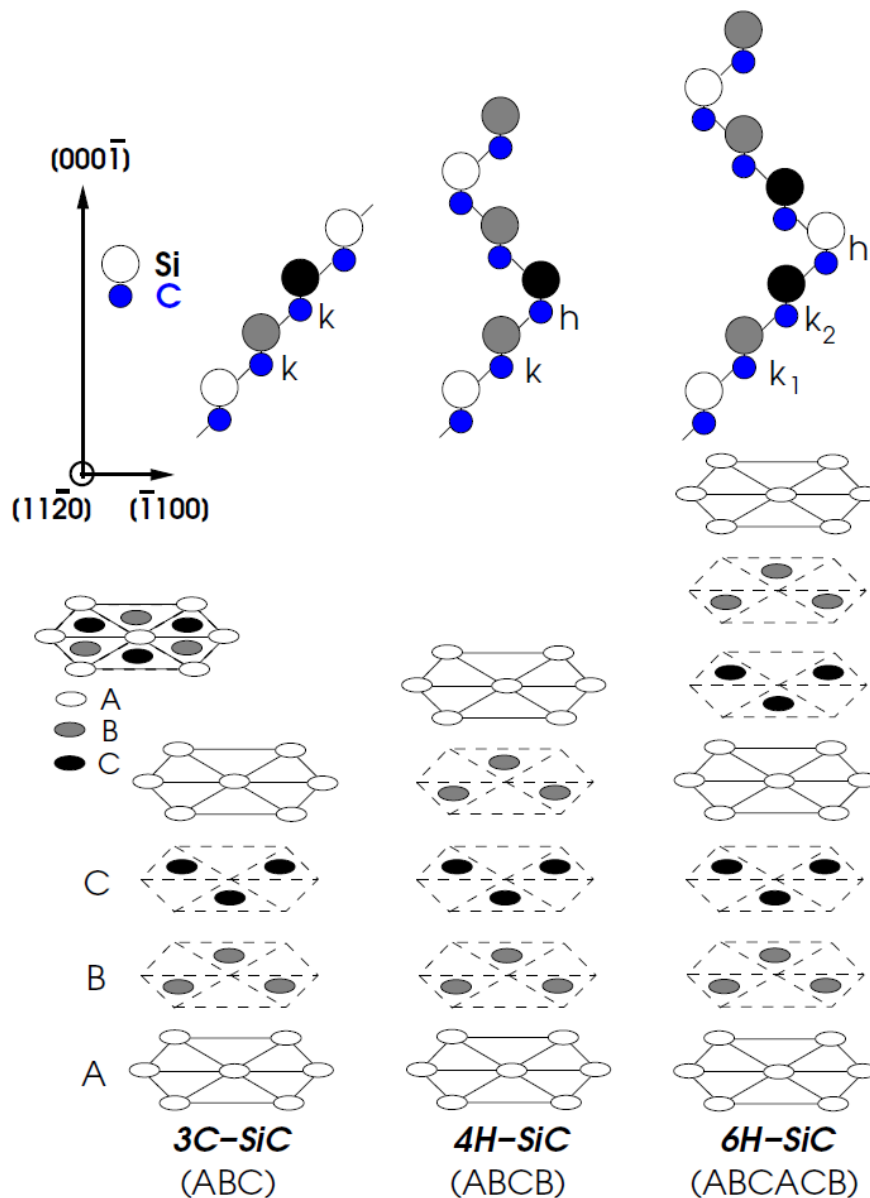 (0001̅)
Si
C
(112̅0) (1̅100)
k
k
h
k
h
k₂
k₁
A
B
C
C
B
A
3C–SiC 4H–SiC 6H–SiC
(ABC) (ABCB) (ABCACB)